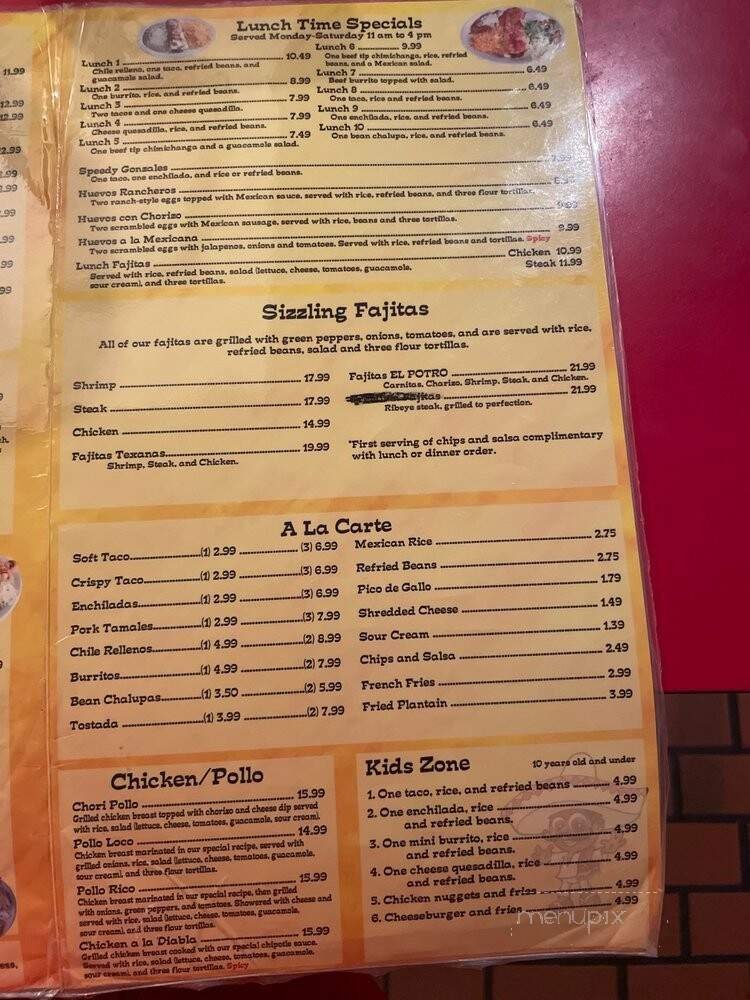 11.99
12.99
12.99
12.99
2.99
2.99
.99
.99
.99
99
Lunch Time Specials
Served Monday-Saturday 11 am to 4 pm
Lunch 1 10.49
Chile relleno, one taco, refried beans, and
guacamole salad.
Lunch 2 8.99
One burrito, rice, and refried beans.
Lunch 3 7.99
Two tacos and one cheese quesadilla.
Lunch 4 7.99
Cheese quesadilla, rice, and refried beans.
Lunch 5 7.49
One beef tip chimichanga and a guacamole salad.
Lunch 6 9.99
One beef tip chimichanga, rice, refried
beans, and a Mexican salad.
Lunch 7 6.49
Beef burrito topped with salad.
Lunch 8 6.49
One taco, rice and refried beans.
Lunch 9 6.49
One enchilada, rice, and refried beans.
Lunch 10 6.49
One bean chalupa, rice, and refried beans.
Speedy Gonsales 7.99
One taco, one enchilada, and rice or refried beans.
Huevos Rancheros
Two ranch-style eggs topped with Mexican sauce, served with rice, refried beans, and three flour tortillas.
Huevos con Chorizo 9.99
Two scrambled eggs with Mexican sausage, served with rice, beans and three tortillas.
Huevos a la Mexicana 8.99
Two scrambled eggs with jalapenos, onions and tomatoes. Served with rice, refried beans and tortillas. Spicy
Lunch Fajitas Chicken 10.99
Served with rice, refried beans, salad (lettuce, cheese, tomatoes, guacamole, Steak 11.99
sour cream), and three tortillas.
Sizzling Fajitas
All of our fajitas are grilled with green peppers, onions, tomatoes, and are served with rice,
refried beans, salad and three flour tortillas.
Shrimp 17.99
Steak 17.99
Chicken 14.99
Fajitas Texanas 19.99
Shrimp, Steak, and Chicken.
Fajitas EL POTRO 21.99
Carnitas, Chorizo, Shrimp, Steak, and Chicken.
Fajitas 21.99
Ribeye steak, grilled to perfection.
*First serving of chips and salsa complimentary
with lunch or dinner order.
A La Carte
Soft Taco (1) 2.99 (3) 6.99
Crispy Taco (1) 2.99 (3) 6.99
Enchiladas (1) 2.99 (3) 6.99
Pork Tamales (1) 2.99 (3) 7.99
Chile Rellenos (1) 4.99 (2) 8.99
Burritos (1) 4.99 (2) 7.99
Bean Chalupas (1) 3.50 (2) 5.99
Tostada (1) 3.99 (2) 7.99
Mexican Rice 2.75
Refried Beans 2.75
Pico de Gallo 1.79
Shredded Cheese 1.49
Sour Cream 1.39
Chips and Salsa 2.49
French Fries 2.99
Fried Plantain 3.99
Chicken/Pollo
Chori Pollo 15.99
Grilled chicken breast topped with chorizo and cheese dip served
with rice, salad (lettuce, cheese, tomatoes, guacamole, sour cream).
Pollo Loco 14.99
Chicken breast marinated in our special recipe, served with
grilled onions, rice, salad (lettuce, cheese, tomatoes, guacamole,
sour cream), and three flour tortillas.
Pollo Rico 15.99
Chicken breast marinated in our special recipe, then grilled
with onions, green peppers, and tomatoes. Showered with cheese and
served with rice, salad (lettuce, cheese, tomatoes, guacamole,
sour cream), and three flour tortillas.
Chicken a la Diabla 15.99
Grilled chicken breast cooked with our special chipotle sauce.
Served with rice, salad (lettuce, cheese, tomatoes, guacamole,
sour cream), and three flour tortillas. Spicy
Kids Zone 10 years old and under
1. One taco, rice, and refried beans 4.99
2. One enchilada, rice 4.99
and refried beans.
3. One mini burrito, rice 4.99
and refried beans.
4. One cheese quesadilla, rice 4.99
and refried beans.
5. Chicken nuggets and fries 4.99
6. Cheeseburger and fries 4.99
menupix